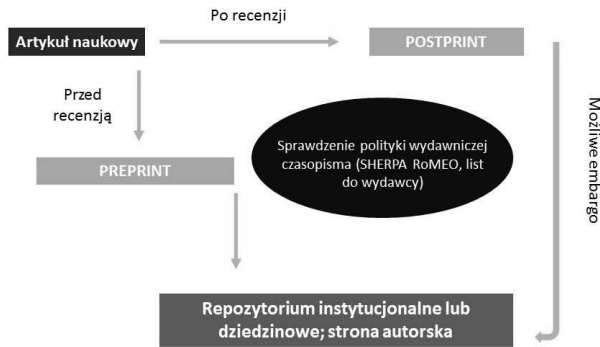 Po recenzji
Artykuł naukowy
POSTPRINT
Przed
recenzją
Możliwe embargo
Sprawdzenie polityki wydawniczej
czasopisma (SHERPA RoMEO, list
do wydawcy)
PREPRINT
Repozytorium instytucjonalne lub
dziedzinowe; strona autorska